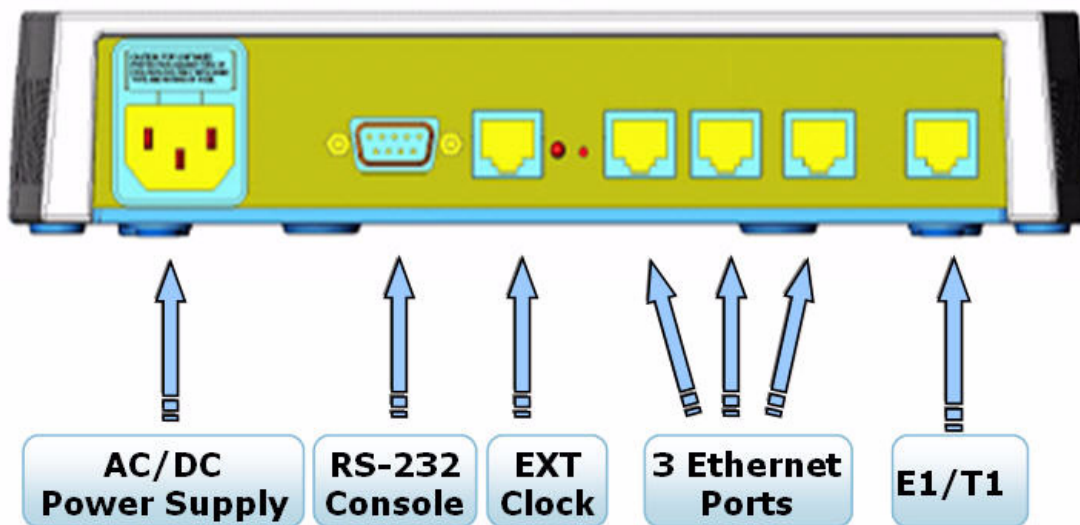 AC/DC
Power Supply
RS-232
Console
EXT
Clock
3 Ethernet
Ports
E1/T1